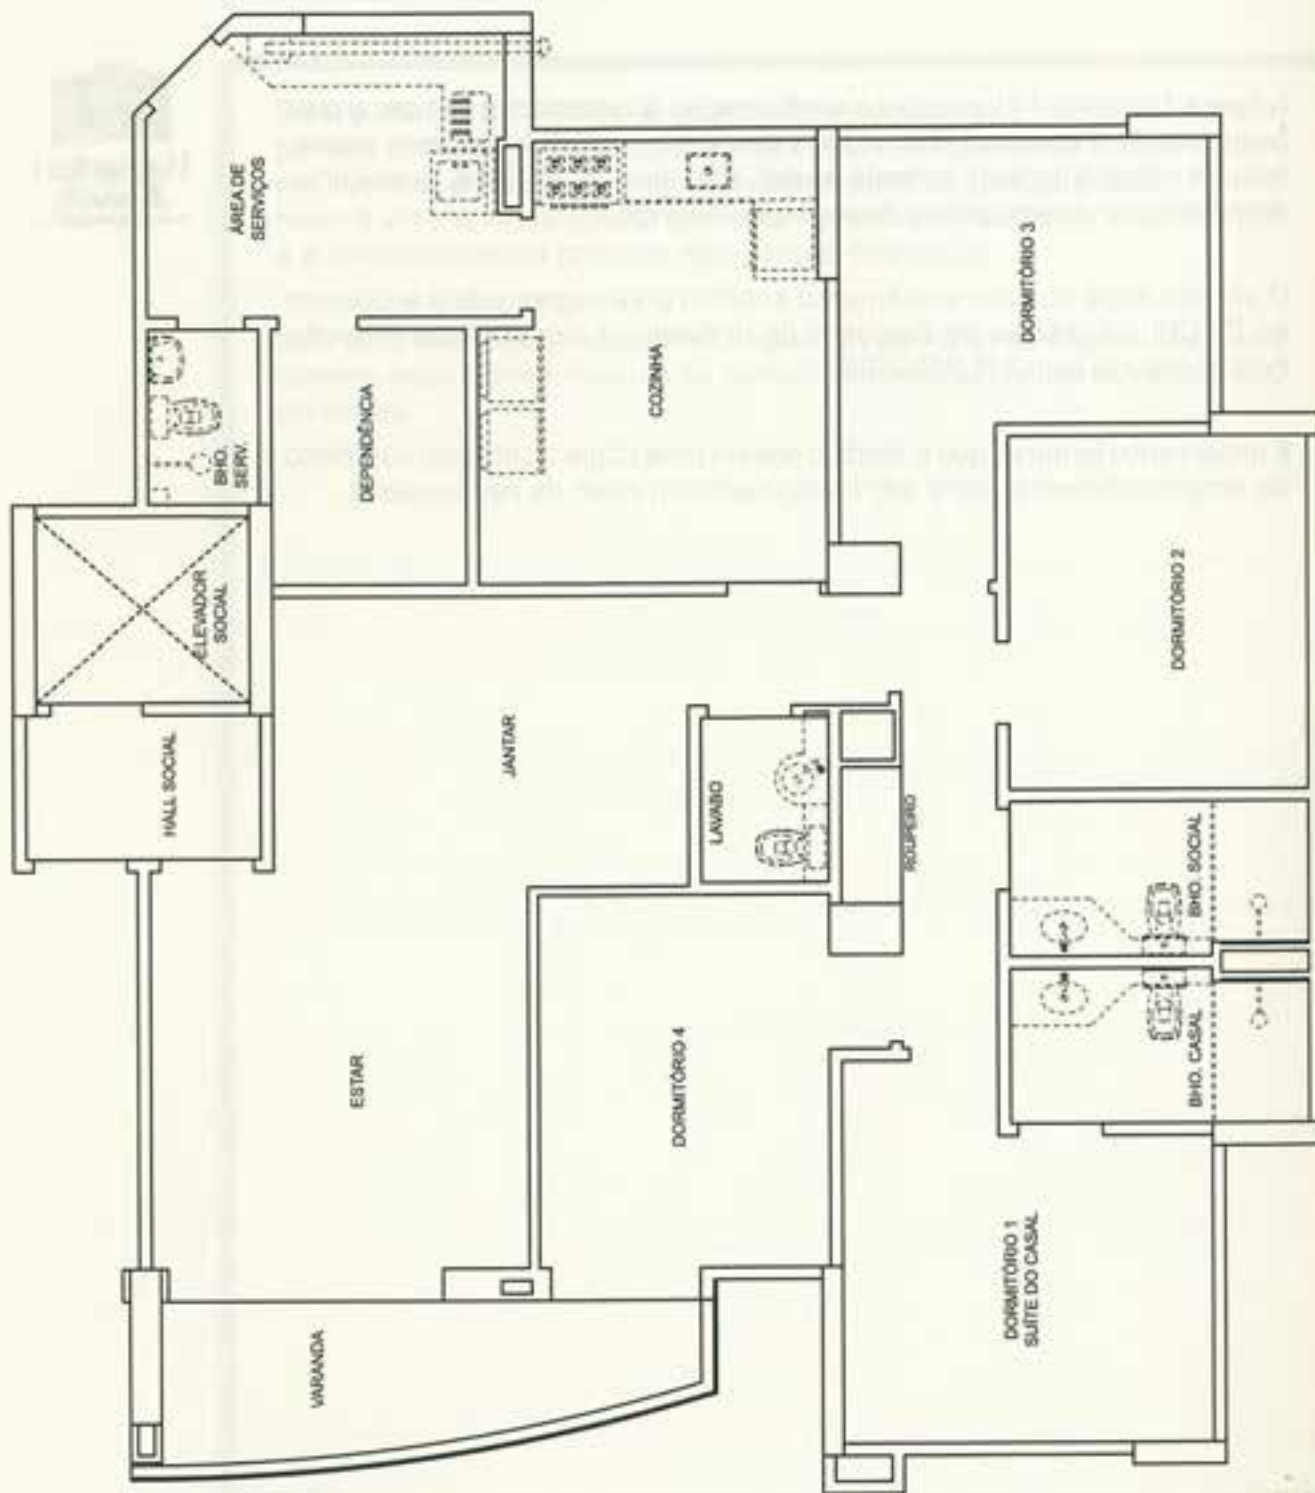 ÁREA DE
SERVIÇOS
BHO.
SERV.
DEPENDÊNCIA
COZINHA
DORMITÓRIO 3
ELEVADOR
SOCIAL
HALL SOCIAL
JANTAR
LAVABO
ROUPEIRO
DORMITÓRIO 2
BHO. SOCIAL
BHO. CASAL
ESTAR
DORMITÓRIO 4
VARANDA
DORMITÓRIO 1
SUÍTE DO CASAL